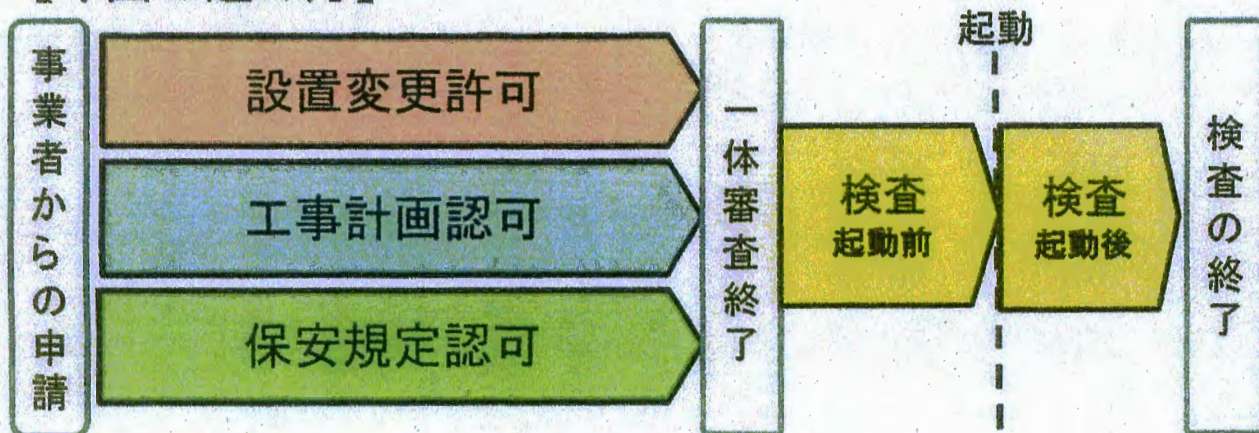 事業者からの申請
設置変更許可
工事計画認可
保安規定認可
一体審査終了
検査
起動前
起動
検査
起動後
検査の終了